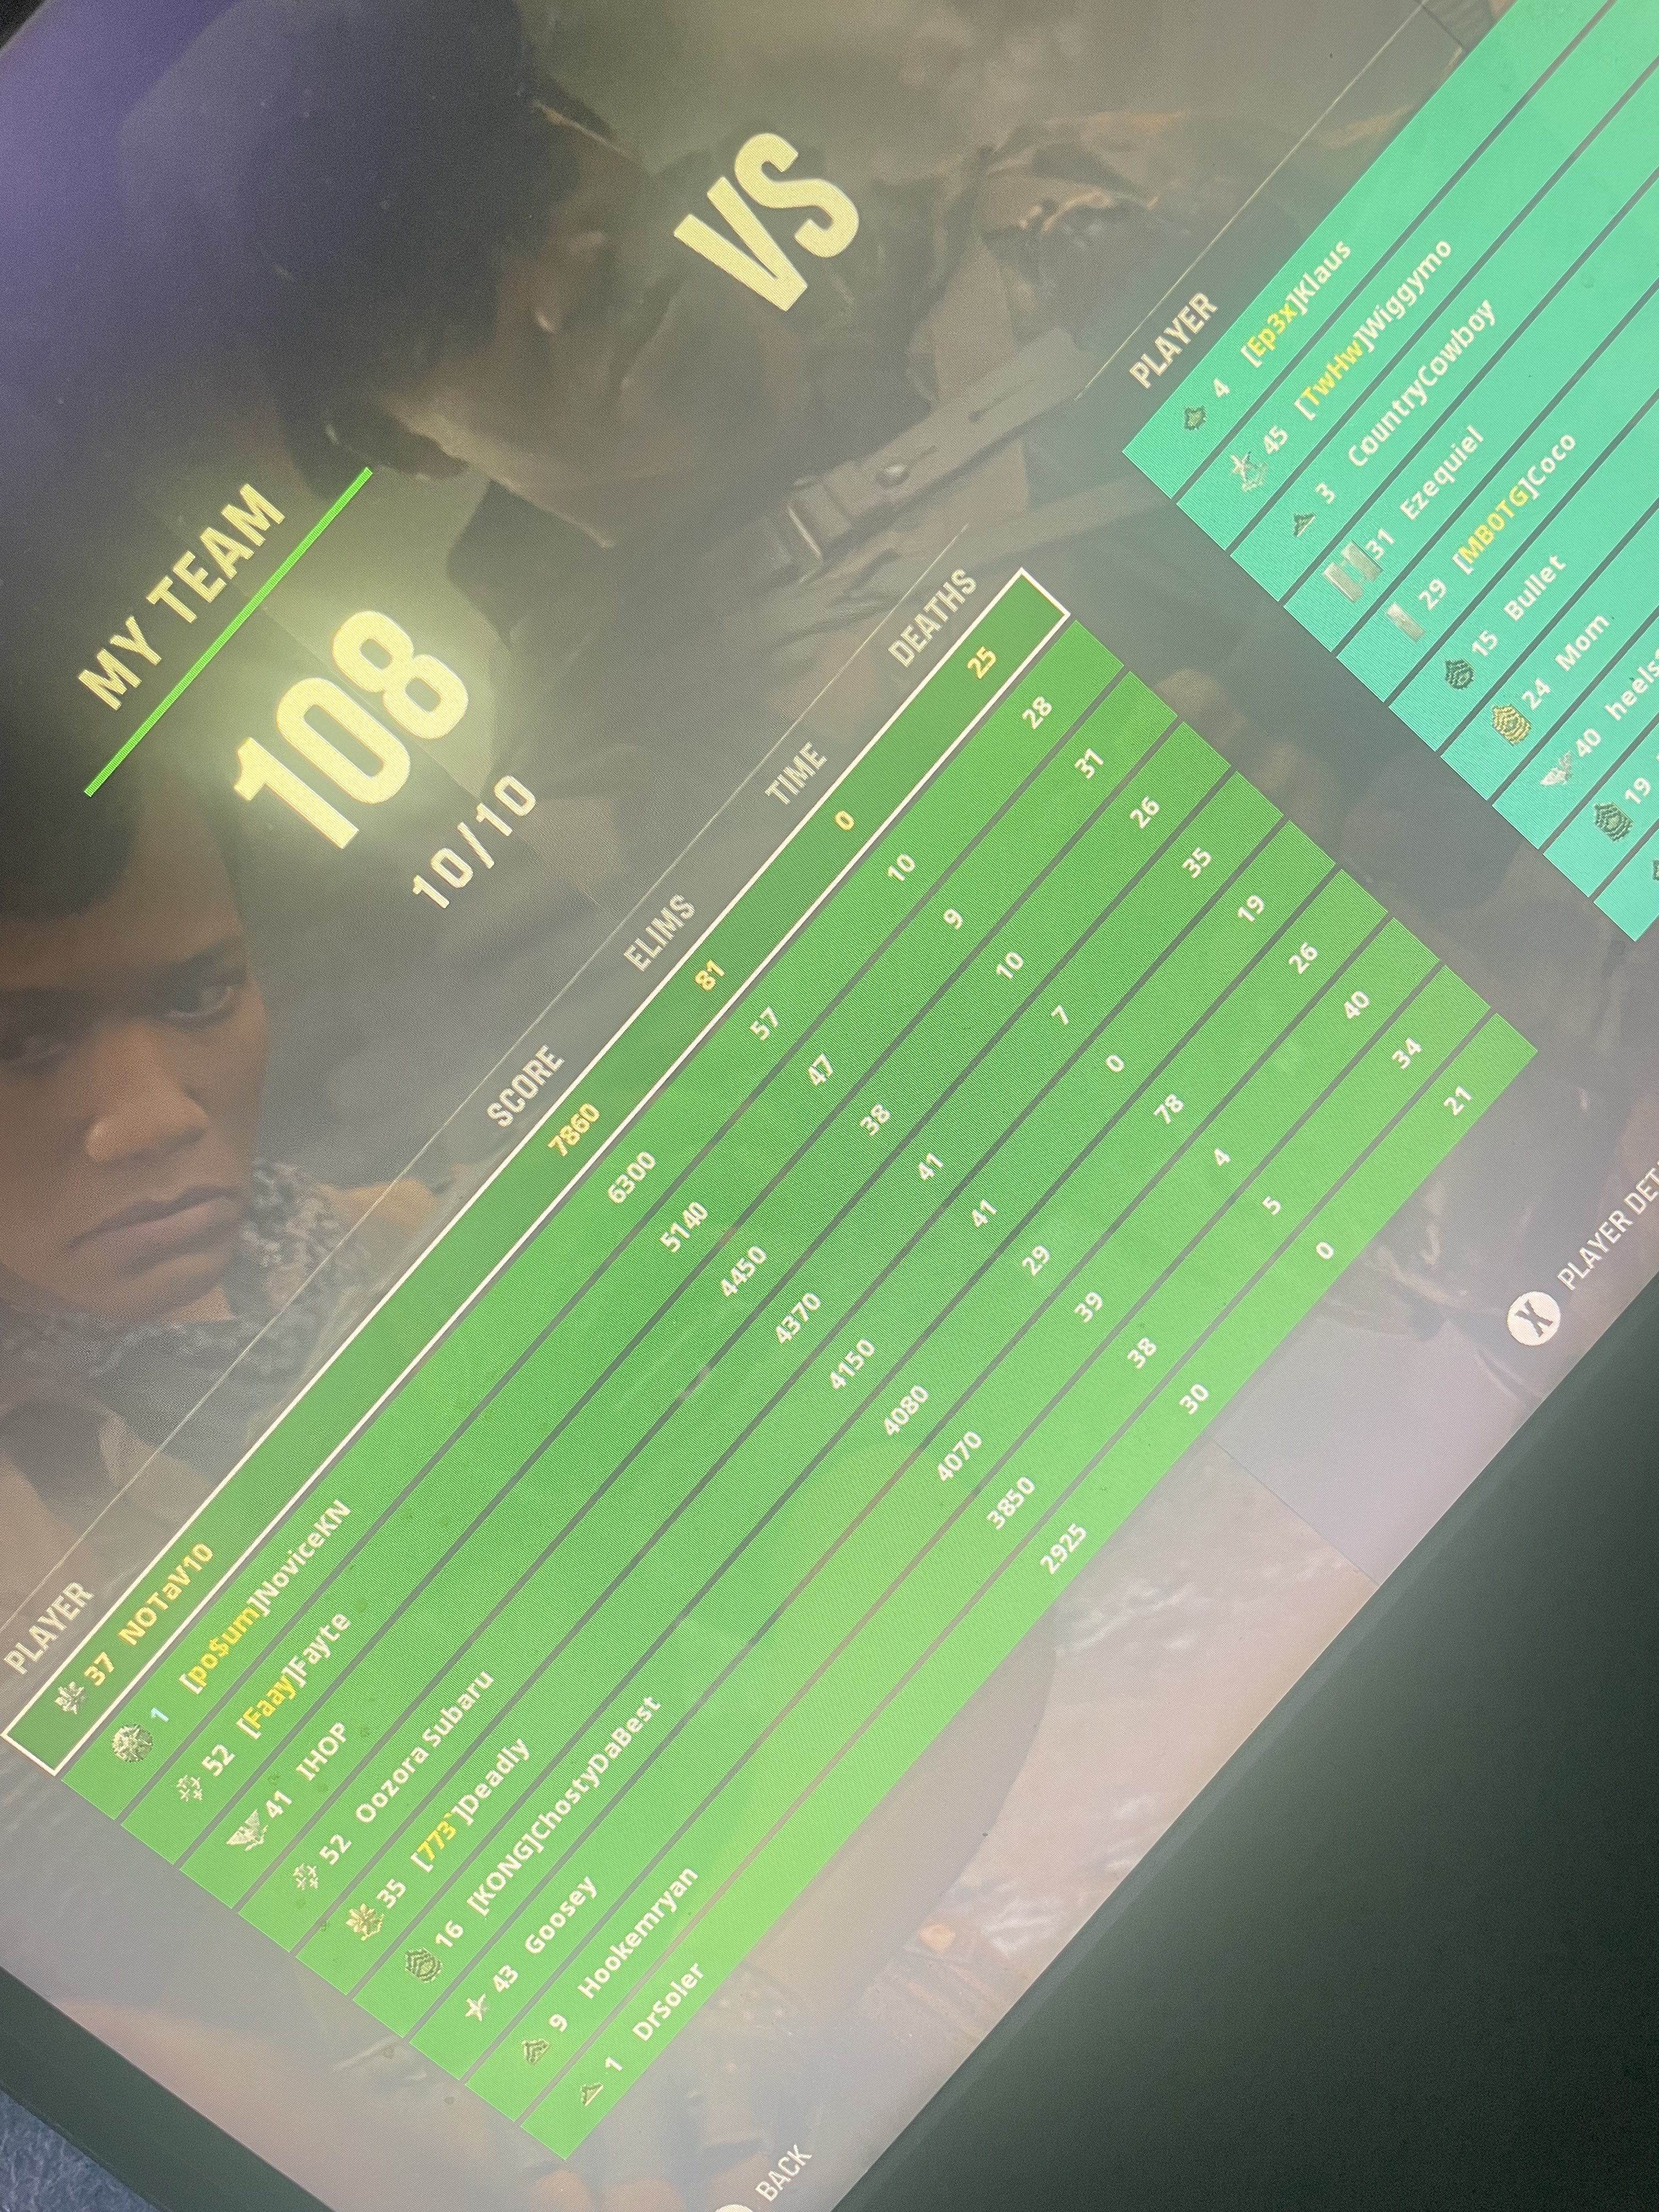 MY TEAM
108
10/10
VS
PLAYER SCORE ELIMS TIME DEATHS
37 NOTaV10 7860 81 0 25
1 [po$um]NoviceKN 6300 57 10 28
52 [Faay]Fayte 5140 47 9 31
41 IHOP 4450 38 10 26
52 Oozora Subaru 4370 41 7 35
35 [773`]Deadly 4150 41 0 19
16 [KONG]ChostyDaBest 4080 29 78 26
43 Goosey 4070 39 4 40
9 Hookemryan 3850 38 5 34
1 DrSoler 2925 30 0 21
PLAYER
4 [Ep3x]Klaus
45 [TwHw]Wiggymo
3 CountryCowboy
31 Ezequiel
29 [MB0TG]Coco
15 Bullet
24 Mom
40 heels
19
BACK
X PLAYER DETA